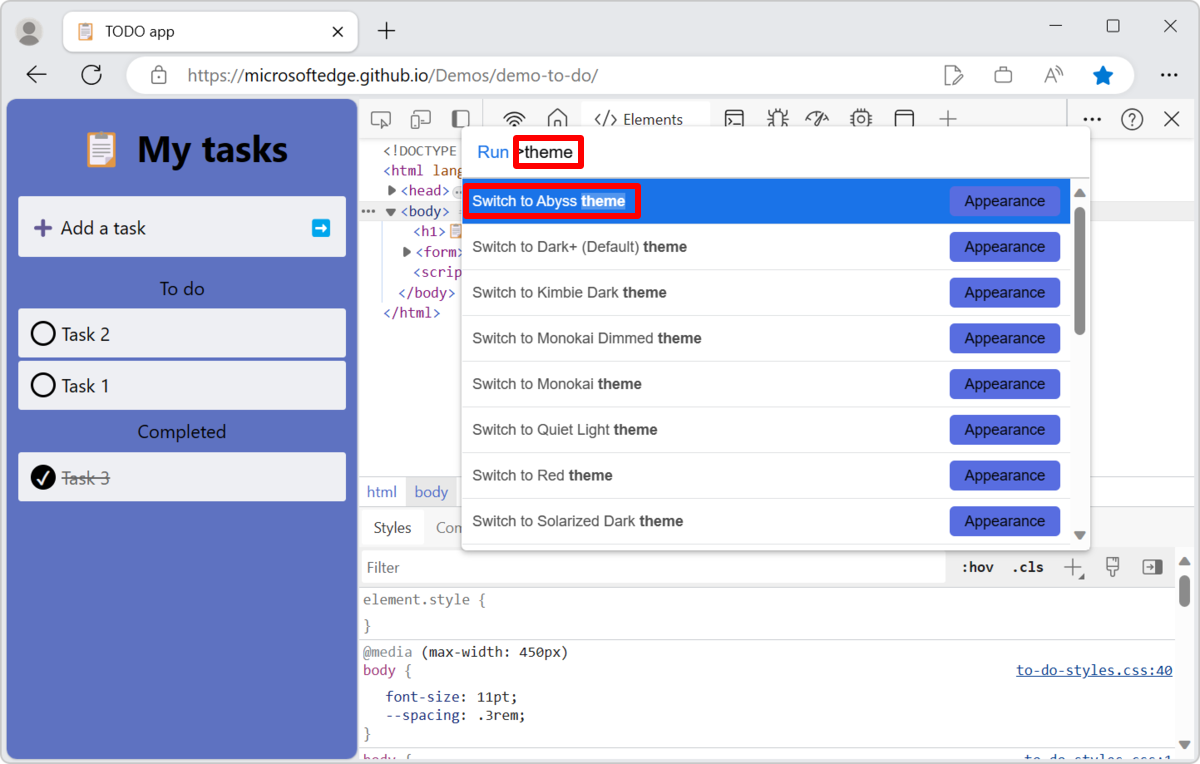 TODO app
https://microsoftedge.github.io/Demos/demo-to-do/
My tasks
Add a task
To do
Task 2
Task 1
Completed
Task 3
</> Elements
<!DOCTYPE
<html lang
<head>
<body>
<h1>
<form>
<scrip
</body>
</html>
Run >theme
Switch to Abyss theme Appearance
Switch to Dark+ (Default) theme Appearance
Switch to Kimbie Dark theme Appearance
Switch to Monokai Dimmed theme Appearance
Switch to Monokai theme Appearance
Switch to Quiet Light theme Appearance
Switch to Red theme Appearance
Switch to Solarized Dark theme Appearance
html body
Styles Con
Filter :hov .cls
element.style {
}
@media (max-width: 450px)
body { to-do-styles.css:40
font-size: 11pt;
--spacing: .3rem;
}
body { to-do-styles.css:1